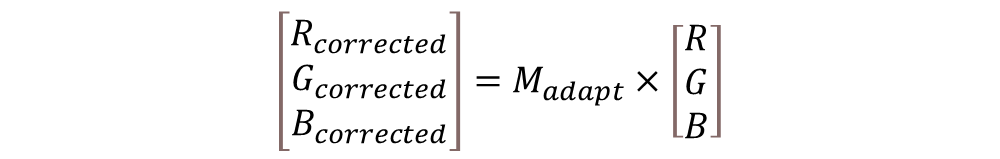 [R_corrected
G_corrected
B_corrected] = M_adapt × [R
G
B]